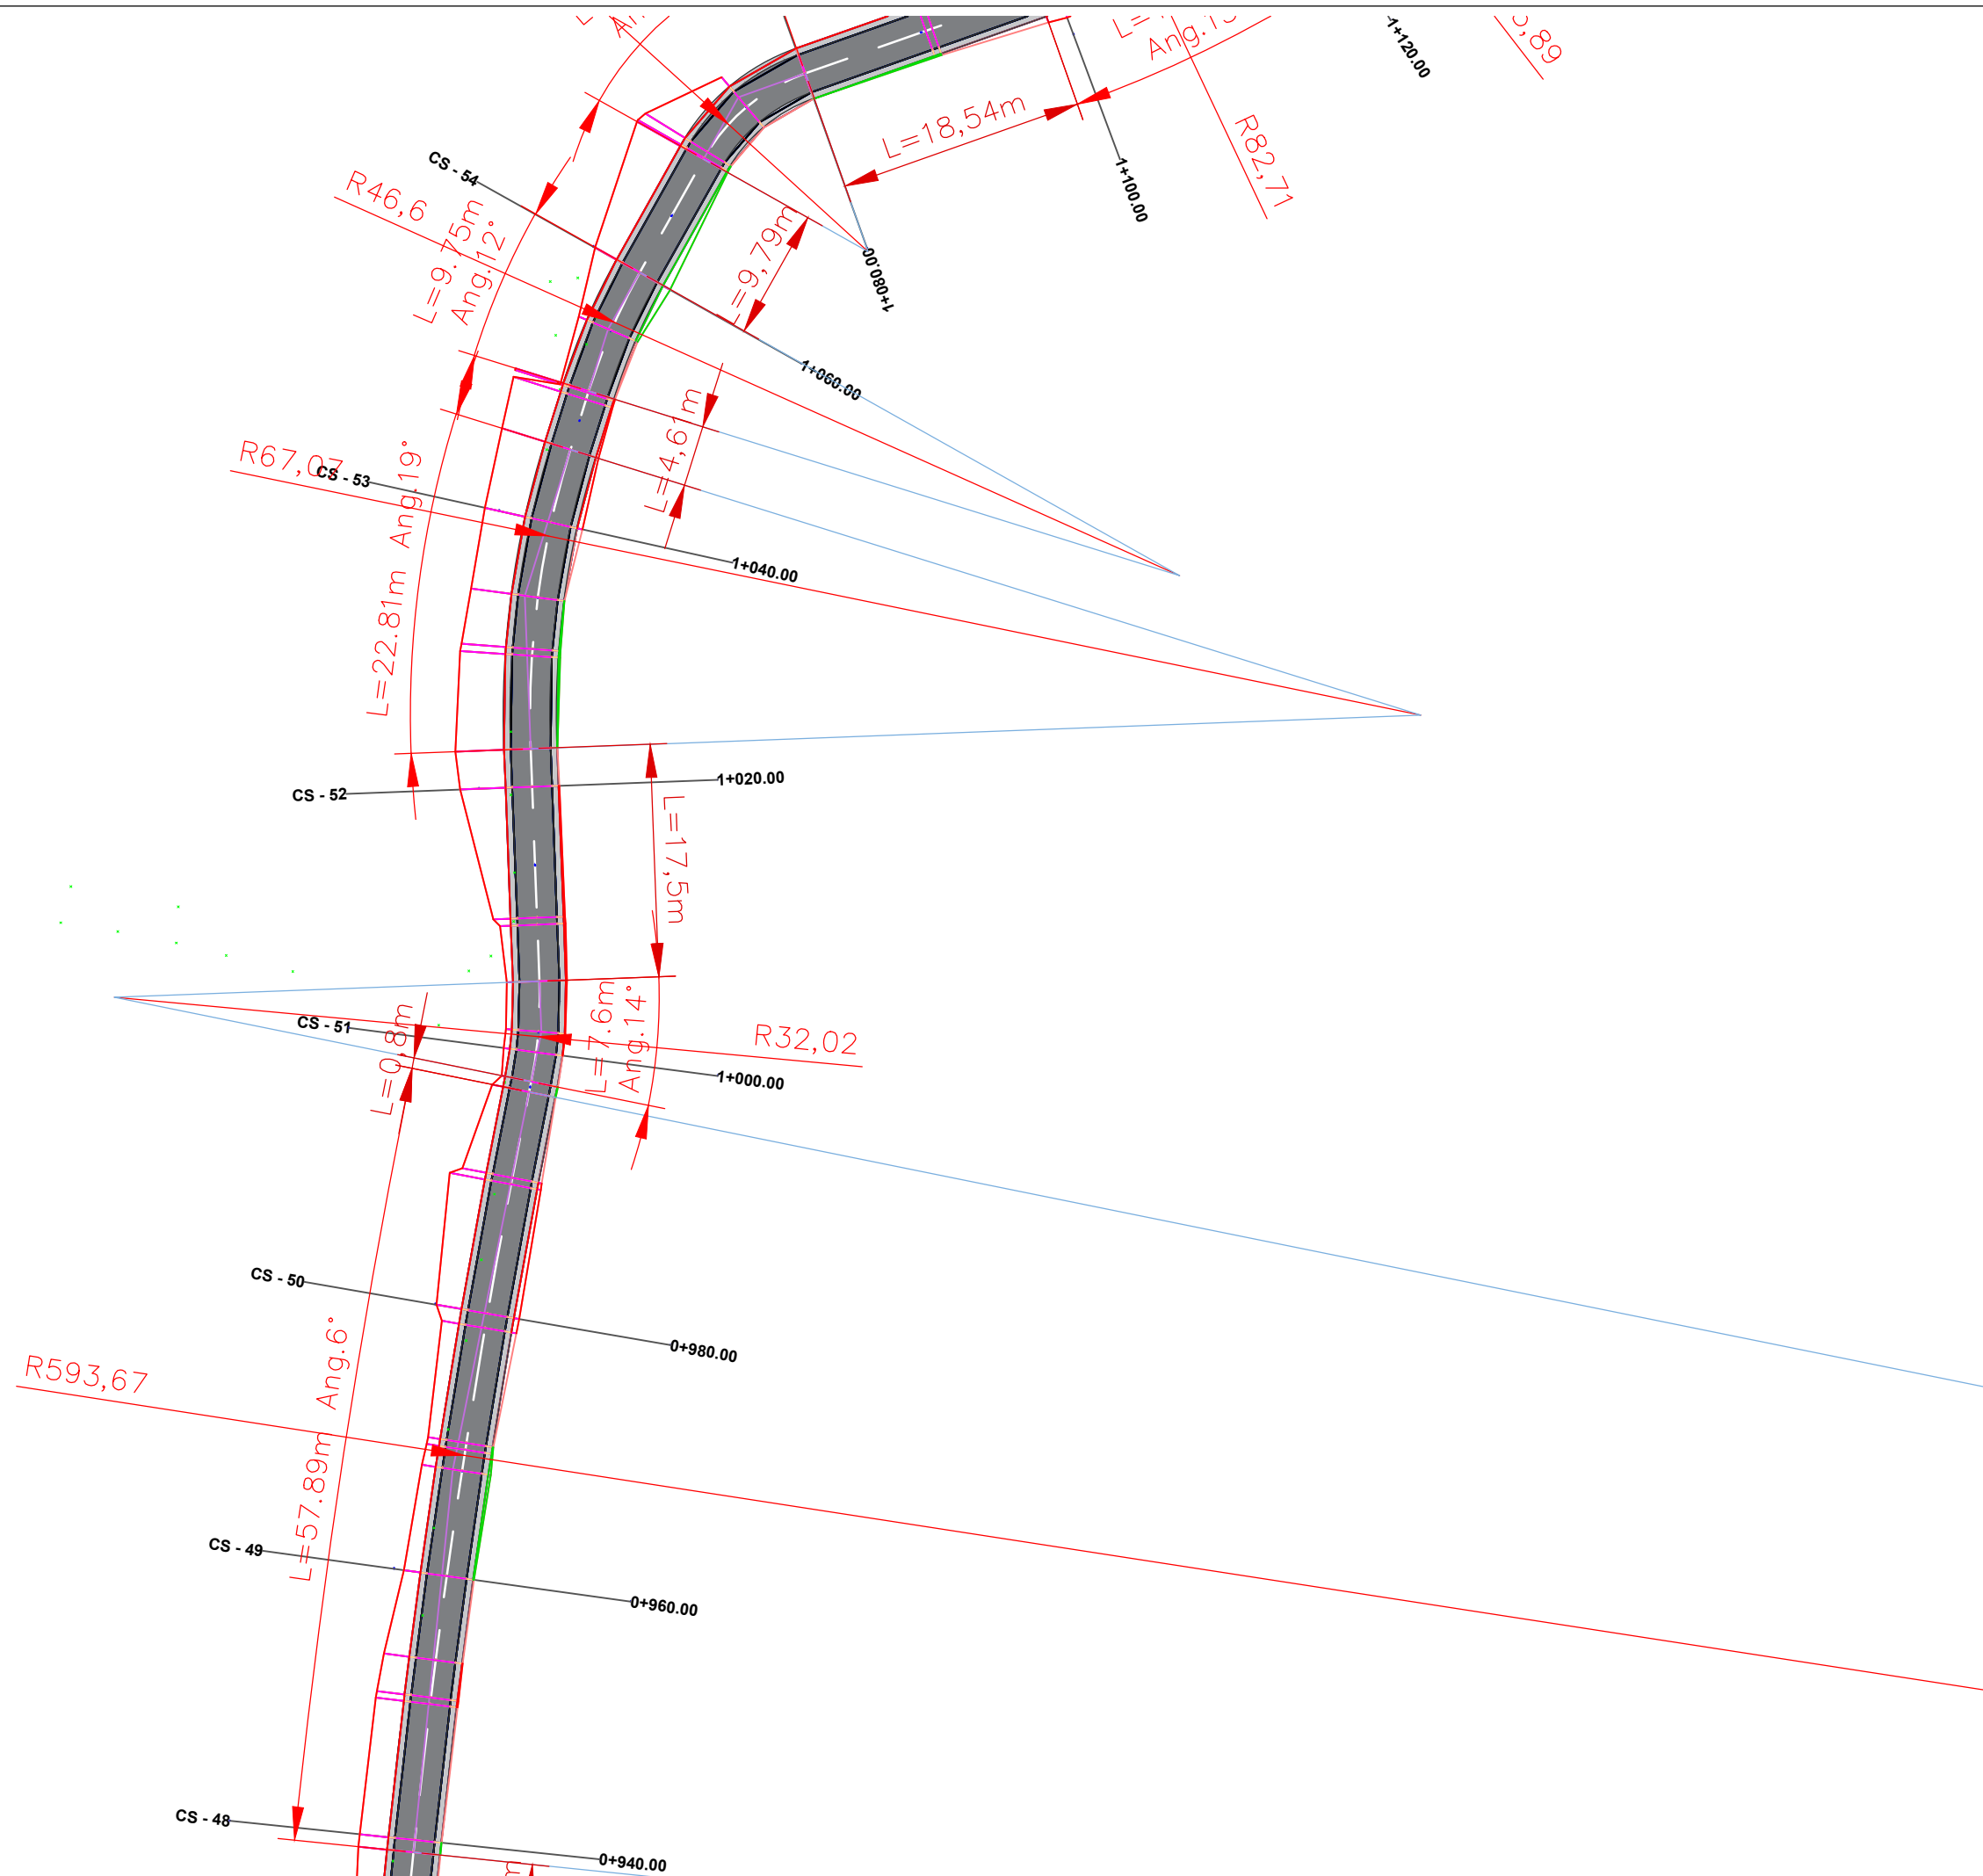 1+120.00
L=18,54m
R82,71
1+100.00
CS - 54
R46,6
L=9.75m
Ang.12°
L=9,79m
1+080.00
1+060.00
L=4,61m
R67,07
CS - 53
L=22.81m Ang.19°
1+040.00
CS - 52
1+020.00
L=17,5m
CS - 51
L=0,8m
L=7.6m
Ang.14°
R32,02
1+000.00
CS - 50
0+980.00
R593,67
L=57.89m Ang.6°
CS - 49
0+960.00
CS - 48
0+940.00